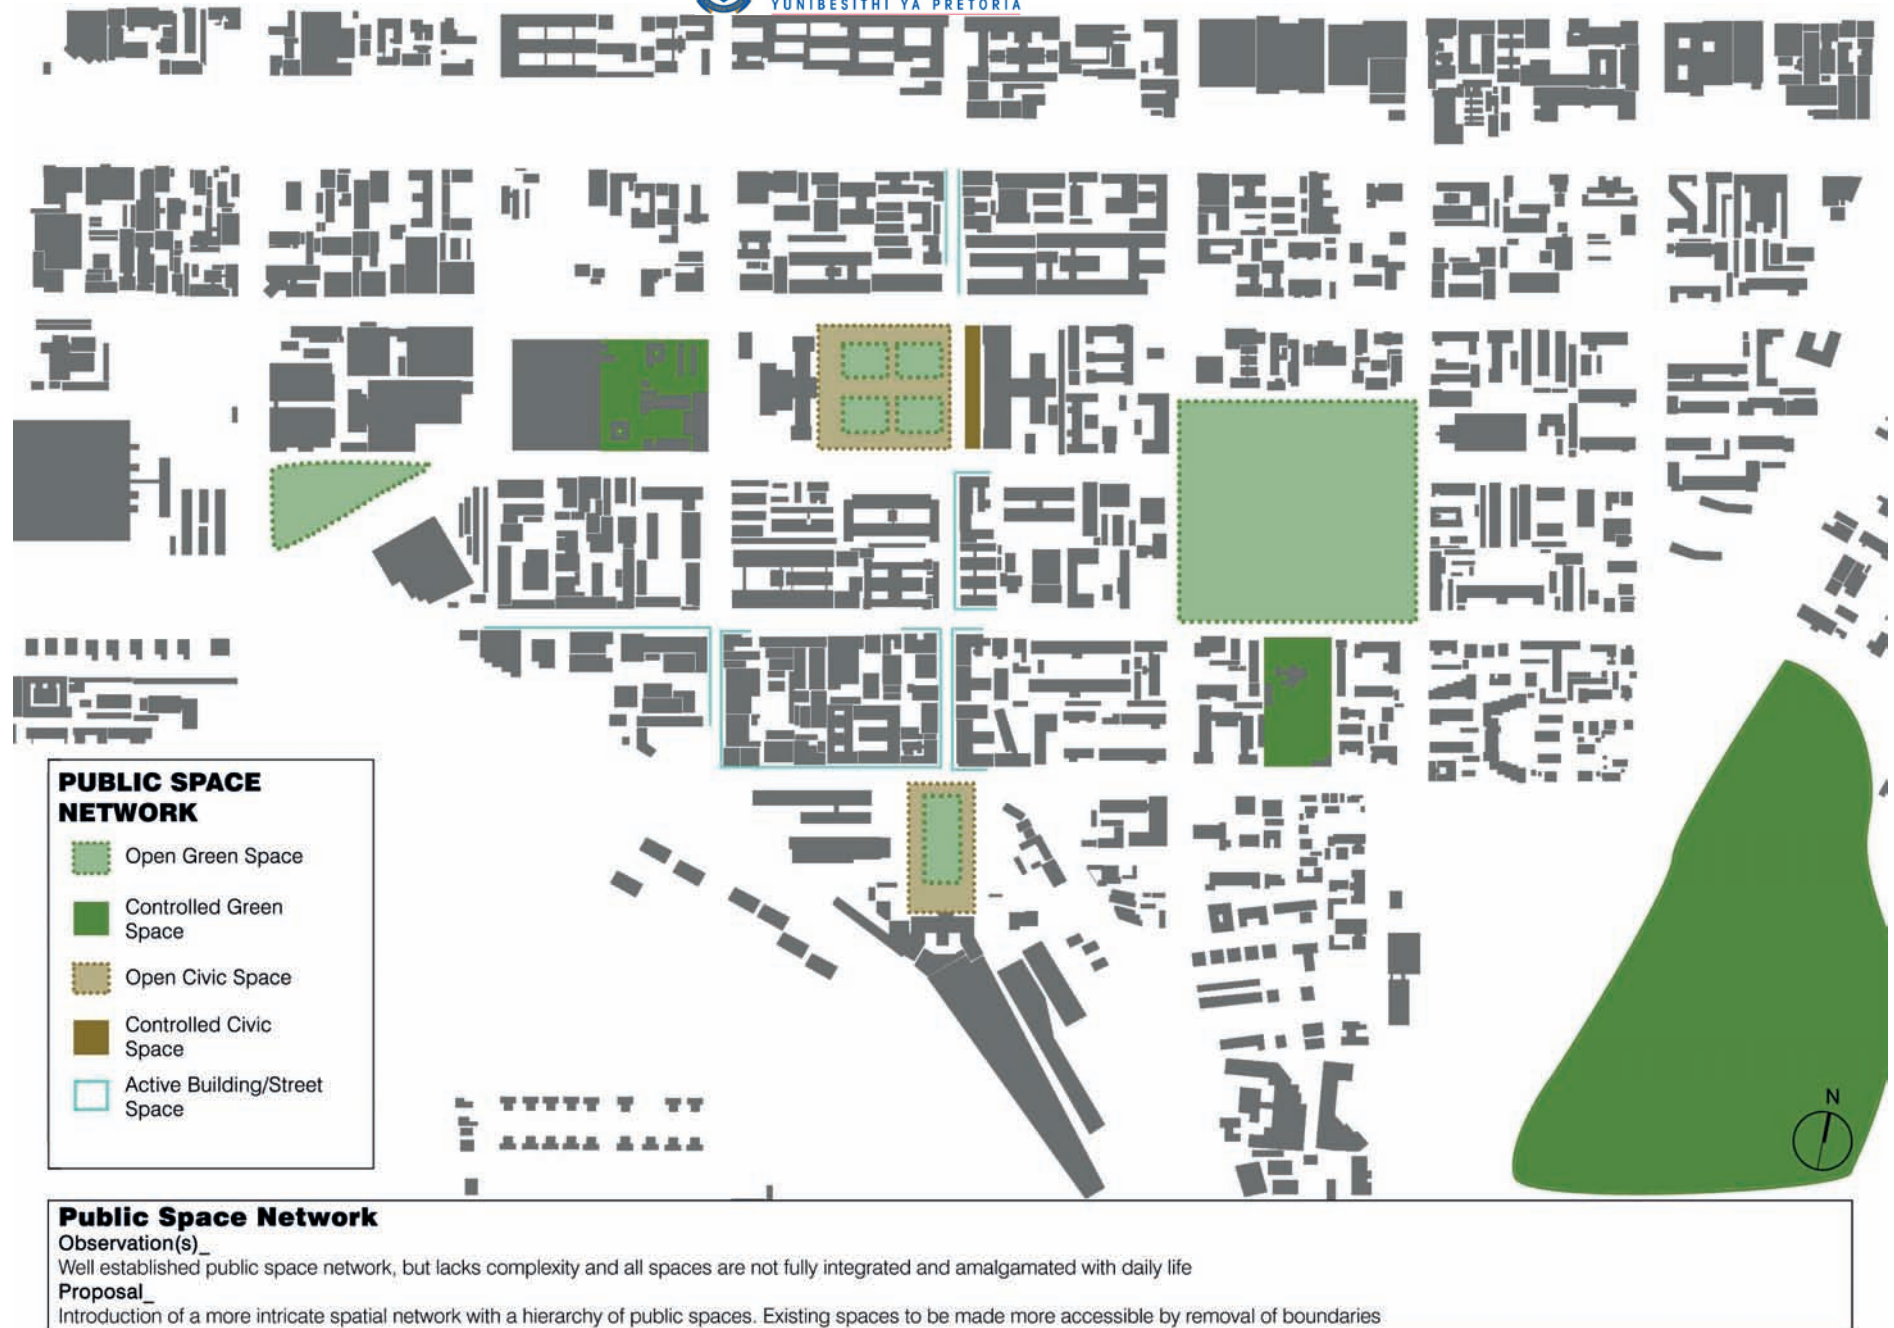 YUNIBESITHI YA PRETORIA
PUBLIC SPACE
NETWORK
Open Green Space
Controlled Green
Space
Open Civic Space
Controlled Civic
Space
Active Building/Street
Space
N
Public Space Network
Observation(s)_
Well established public space network, but lacks complexity and all spaces are not fully integrated and amalgamated with daily life
Proposal_
Introduction of a more intricate spatial network with a hierarchy of public spaces. Existing spaces to be made more accessible by removal of boundaries